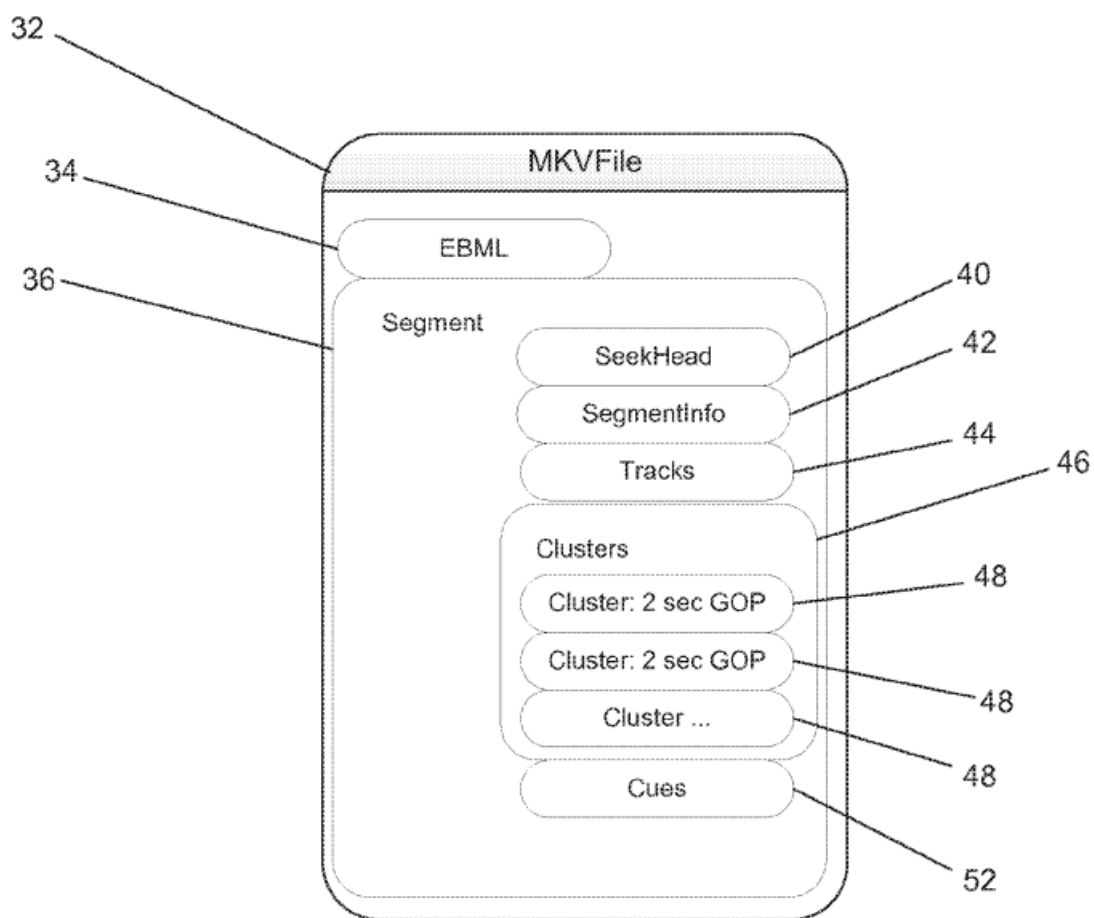 32
MKVFile
34
EBML
36
Segment
40
SeekHead
42
SegmentInfo
44
Tracks
46
Clusters
48
Cluster: 2 sec GOP
Cluster: 2 sec GOP
48
Cluster ...
48
Cues
52